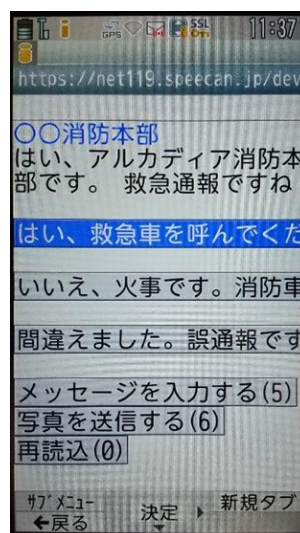 GPS SSL 11:37
https://net119.speecan.jp/dev
〇〇消防本部
はい、アルカディア消防本
部です。 救急通報ですね
はい、救急車を呼んでくだ
いいえ、火事です。消防車
間違えました。誤通報です
メッセージを入力する(5)
写真を送信する(6)
再読込(0)
サブメニュー 決定 新規タブ
戻る